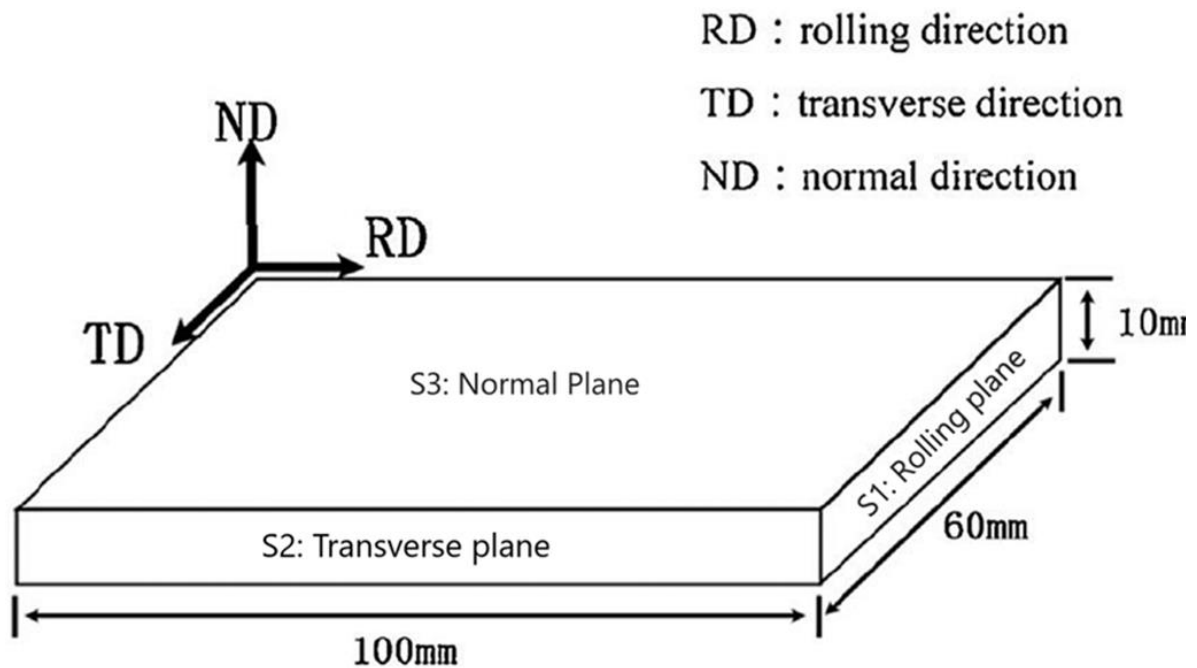 RD : rolling direction
TD : transverse direction
ND : normal direction
ND
RD
TD
S3: Normal Plane
10mm
S1: Rolling plane
S2: Transverse plane
60mm
100mm